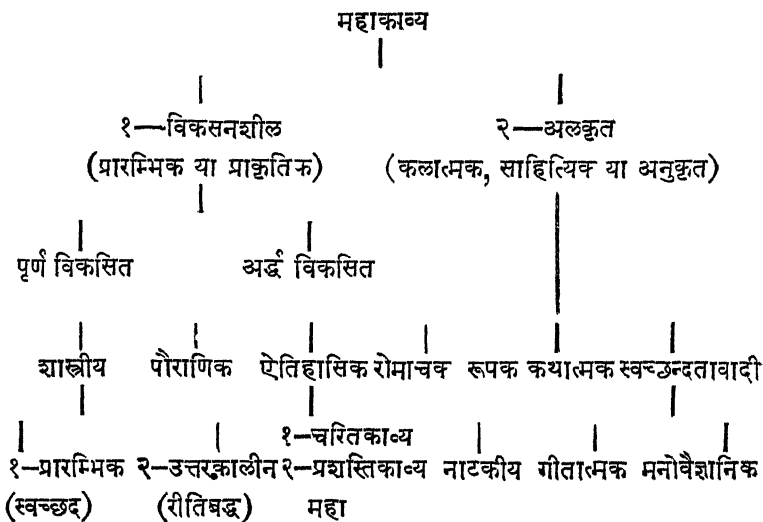 महाकाव्य
१—विकसनशील २—अलकृत
(प्रारम्भिक या प्राकृतिक) (कलात्मक, साहित्यिक या अनुकृत)
पूर्ण विकसित अर्द्ध विकसित
शास्त्रीय पौराणिक ऐतिहासिक रोमाचक रूपक कथात्मक स्वच्छन्दतावादी
१—चरितकाव्य
१—प्रारम्भिक २—उत्तरकालीन २—प्रशस्तिकाव्य नाटकीय गीतात्मक मनोवैज्ञानिक
(स्वच्छद) (रीतिबद्ध) महा